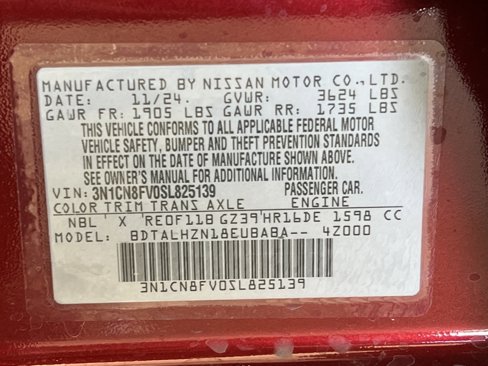 MANUFACTURED BY NISSAN MOTOR CO., LTD.
DATE: 11/24. GVWR: 3624 LBS
GAWR FR: 1905 LBS GAWR RR: 1735 LBS
THIS VEHICLE CONFORMS TO ALL APPLICABLE FEDERAL MOTOR
VEHICLE SAFETY, BUMPER AND THEFT PREVENTION STANDARDS
IN EFFECT ON THE DATE OF MANUFACTURE SHOWN ABOVE.
SEE OWNER'S MANUAL FOR ADDITIONAL INFORMATION.
VIN: 3N1CN8FV0SL825139 PASSENGER CAR.
COLOR TRIM TRANS AXLE ENGINE
NBL X 'RE0F11B GZ39'HR16DE 1598 CC
MODEL: BDTALHZN18EUBABA-- 4Z000
3N1CN8FV0SL825139